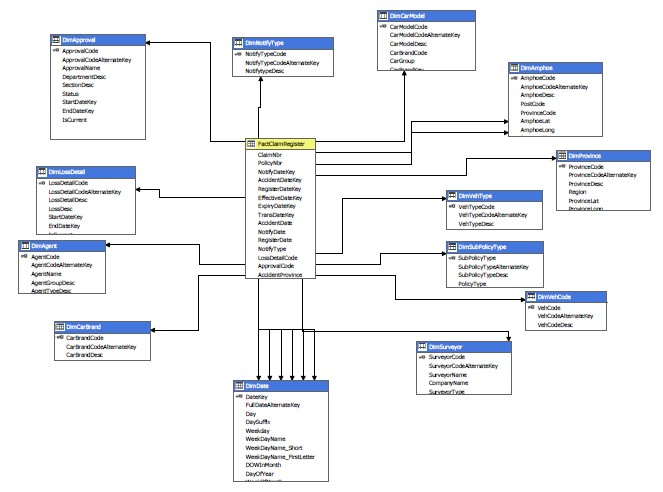 DimApproval
ApprovalCode
ApprovalCodeAlternateKey
ApprovalName
DepartmentDesc
SectionDesc
Status
StartDateKey
EndDateKey
IsCurrent
DimNotifyType
NotifyTypeCode
NotifyTypeCodeAlternateKey
NotifytypeDesc
DimCarModel
CarModelCode
CarModelCodeAlternateKey
CarModelDesc
CarBrandCode
CarGroup
CarBrandKey
DimAmphoe
AmphoeCode
AmphoeCodeAlternateKey
AmphoeDesc
PostCode
ProvinceCode
AmphoeLat
AmphoeLong
FactClaimRegister
ClaimNbr
PolicyNbr
NotifyDateKey
AccidentDateKey
RegisterDateKey
EffectiveDateKey
ExpiryDateKey
TransDateKey
AccidentDate
NotifyDate
RegisterDate
NotifyType
LossDetailCode
ApprovalCode
AccidentProvince
DimProvince
ProvinceCode
ProvinceCodeAlternateKey
ProvinceDesc
Region
ProvinceLat
ProvinceLong
DimLossDetail
LossDetailCode
LossDetailCodeAlternateKey
LossDetailDesc
LossDesc
StartDateKey
EndDateKey
DimVehType
VehTypeCode
VehTypeCodeAlternateKey
VehTypeDesc
DimAgent
AgentCode
AgentCodeAlternateKey
AgentName
AgentGroupDesc
AgentTypeDesc
DimSubPolicyType
SubPolicyType
SubPolicyTypeAlternateKey
SubPolicyTypeDesc
PolicyType
DimVehCode
VehCode
VehCodeAlternateKey
VehCodeDesc
DimCarBrand
CarBrandCode
CarBrandCodeAlternateKey
CarBrandDesc
DimSurveyor
SurveyorCode
SurveyorCodeAlternateKey
SurveyorName
CompanyName
SurveyorType
DimDate
DateKey
FullDateAlternateKey
Day
DaySuffix
Weekday
WeekDayName
WeekDayName_Short
WeekDayName_FirstLetter
DOWInMonth
DayOfYear